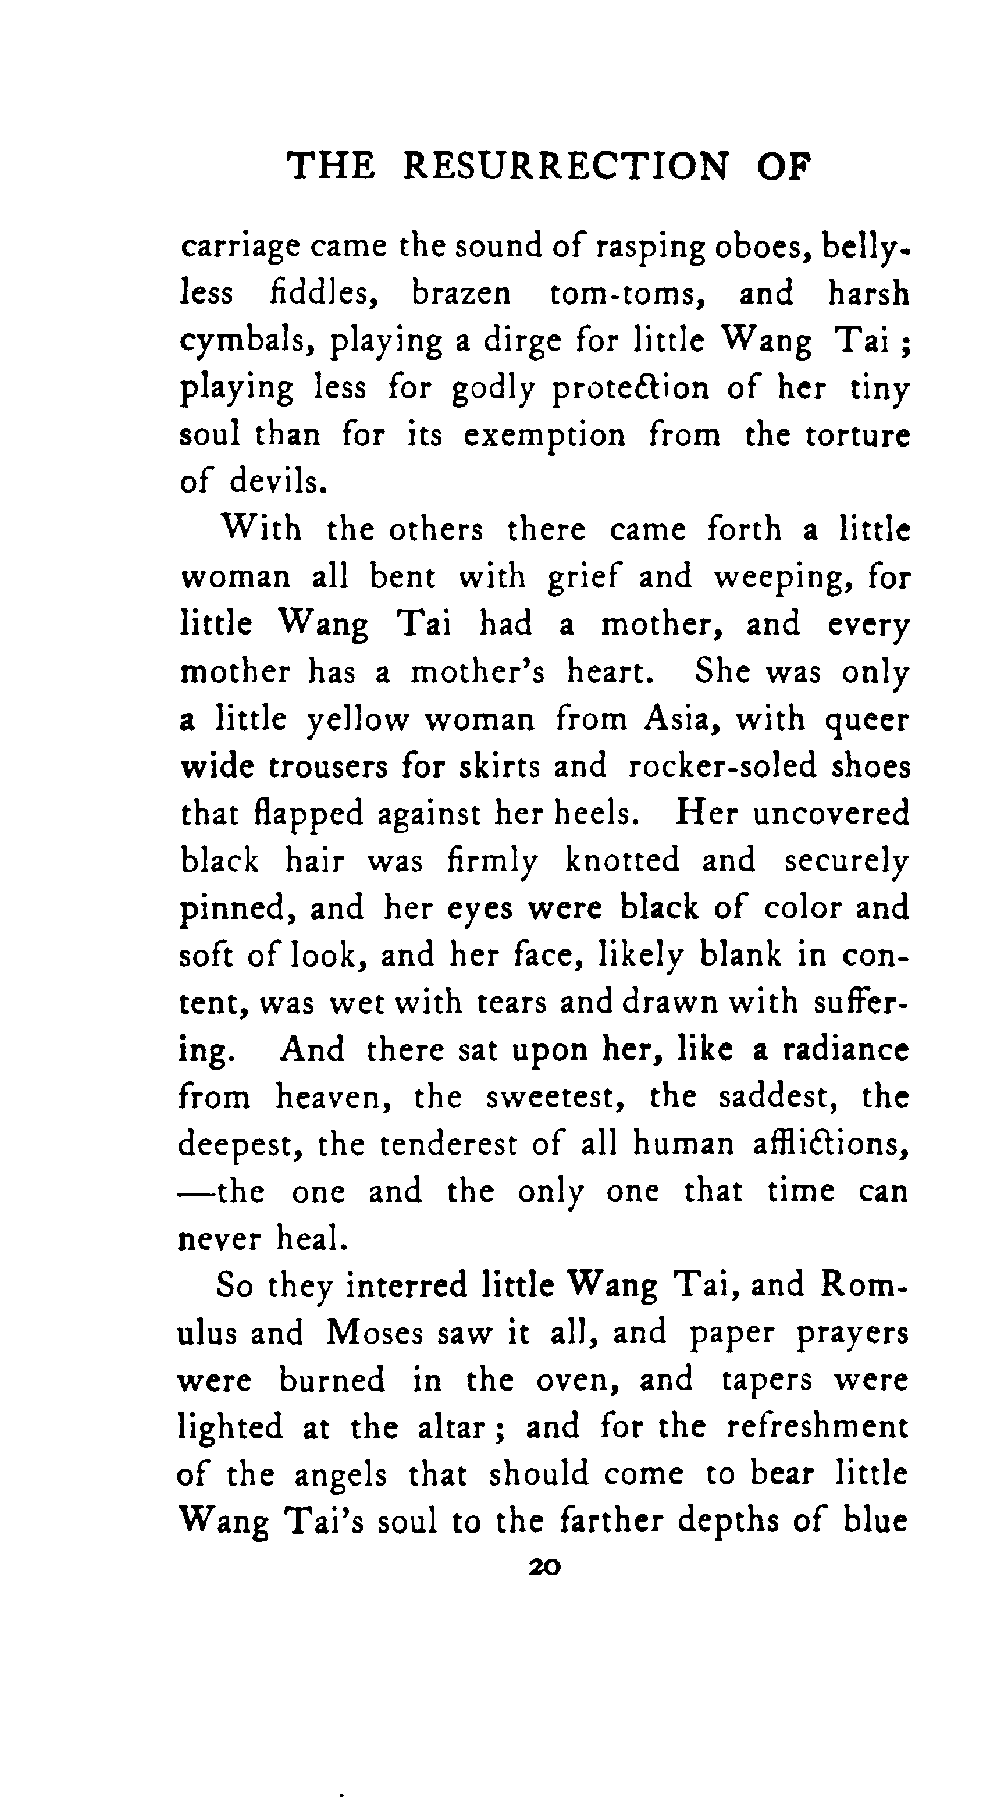 THE RESURRECTION OF
carriage came the sound of rasping oboes, belly-
less fiddles, brazen tom-toms, and harsh
cymbals, playing a dirge for little Wang Tai ;
playing less for godly protection of her tiny
soul than for its exemption from the torture
of devils.
With the others there came forth a little
woman all bent with grief and weeping, for
little Wang Tai had a mother, and every
mother has a mother's heart. She was only
a little yellow woman from Asia, with queer
wide trousers for skirts and rocker-soled shoes
that flapped against her heels. Her uncovered
black hair was firmly knotted and securely
pinned, and her eyes were black of color and
soft of look, and her face, likely blank in con-
tent, was wet with tears and drawn with suffer-
ing. And there sat upon her, like a radiance
from heaven, the sweetest, the saddest, the
deepest, the tenderest of all human afflictions,
—the one and the only one that time can
never heal.
So they interred little Wang Tai, and Rom-
ulus and Moses saw it all, and paper prayers
were burned in the oven, and tapers were
lighted at the altar ; and for the refreshment
of the angels that should come to bear little
Wang Tai's soul to the farther depths of blue
20